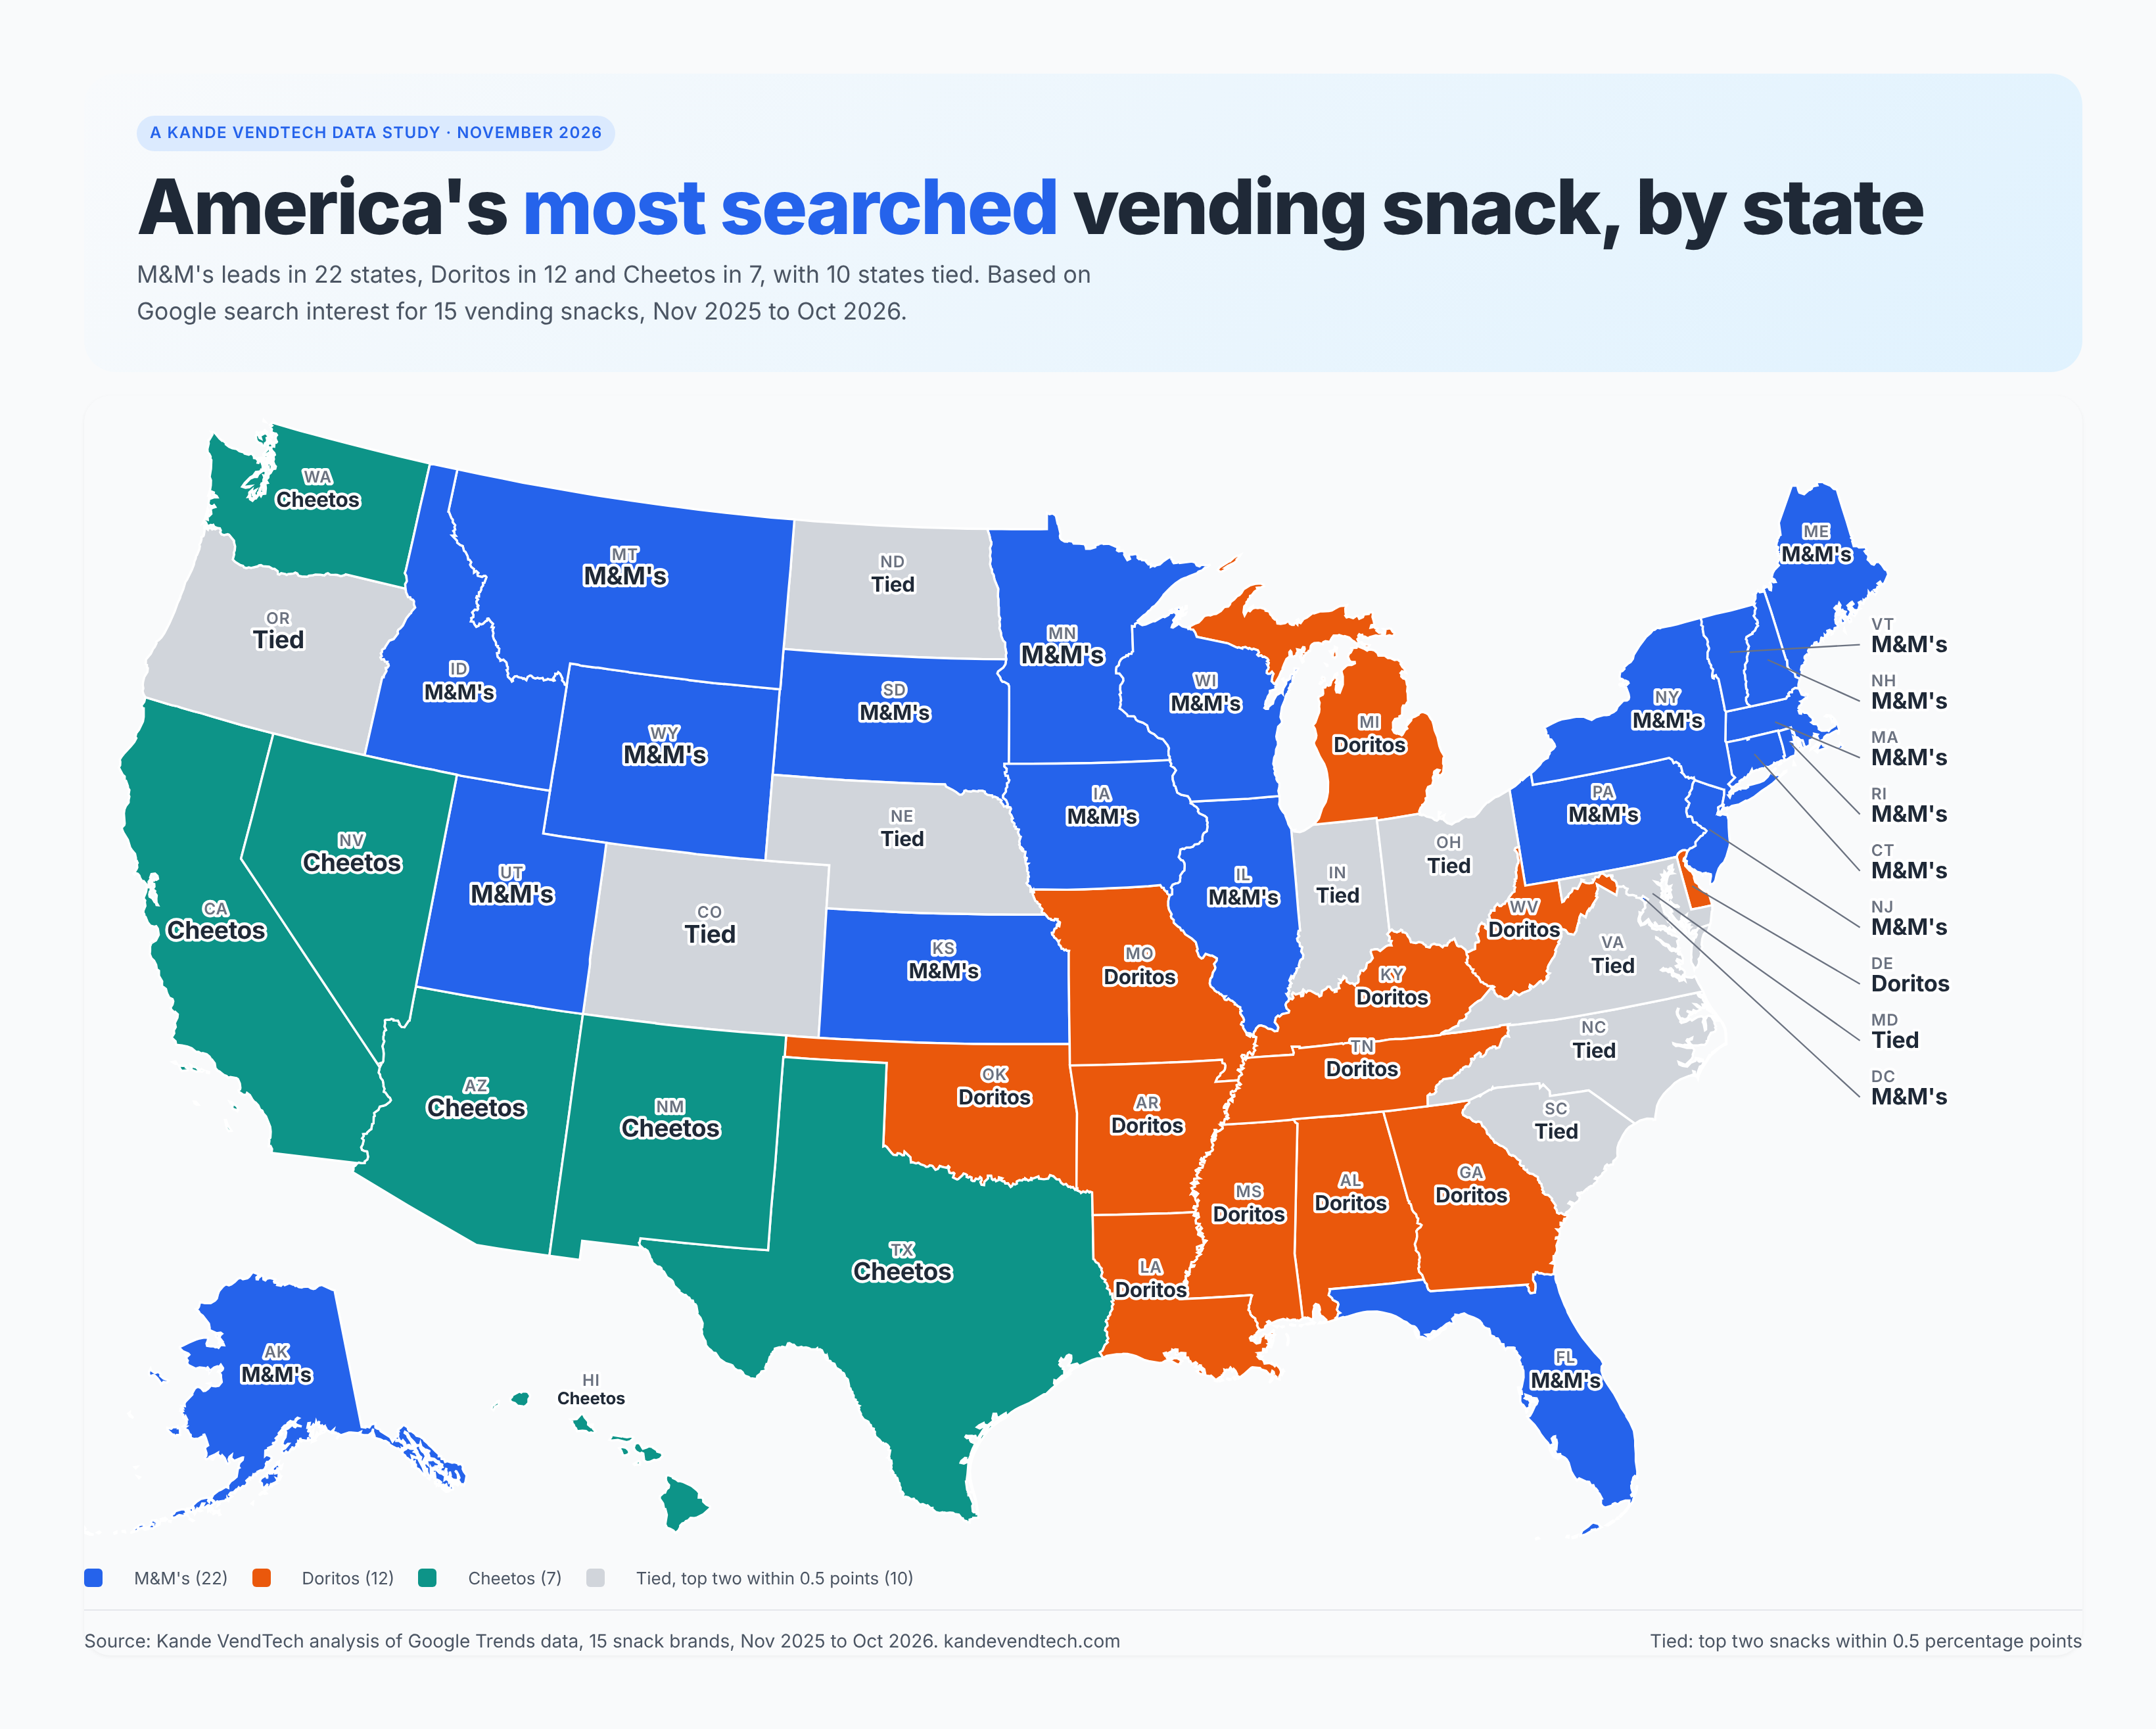 A KANDE VENDTECH DATA STUDY · NOVEMBER 2026
America's most searched vending snack, by state
M&M's leads in 22 states, Doritos in 12 and Cheetos in 7, with 10 states tied. Based on
Google search interest for 15 vending snacks, Nov 2025 to Oct 2026.
WA
Cheetos
OR
Tied
CA
Cheetos
NV
Cheetos
ID
M&M's
MT
M&M's
WY
M&M's
UT
M&M's
CO
Tied
AZ
Cheetos
NM
Cheetos
ND
Tied
SD
M&M's
NE
Tied
KS
M&M's
OK
Doritos
TX
Cheetos
MN
M&M's
IA
M&M's
MO
Doritos
AR
Doritos
LA
Doritos
WI
M&M's
IL
M&M's
MI
Doritos
IN
Tied
OH
Tied
KY
Doritos
TN
Doritos
MS
Doritos
AL
Doritos
GA
Doritos
FL
M&M's
SC
Tied
NC
Tied
VA
Tied
WV
Doritos
PA
M&M's
NY
M&M's
ME
M&M's
VT
M&M's
NH
M&M's
MA
M&M's
RI
M&M's
CT
M&M's
NJ
M&M's
DE
Doritos
MD
Tied
DC
M&M's
AK
M&M's
HI
Cheetos
M&M's (22)
Doritos (12)
Cheetos (7)
Tied, top two within 0.5 points (10)
Source: Kande VendTech analysis of Google Trends data, 15 snack brands, Nov 2025 to Oct 2026. kandevendtech.com
Tied: top two snacks within 0.5 percentage points